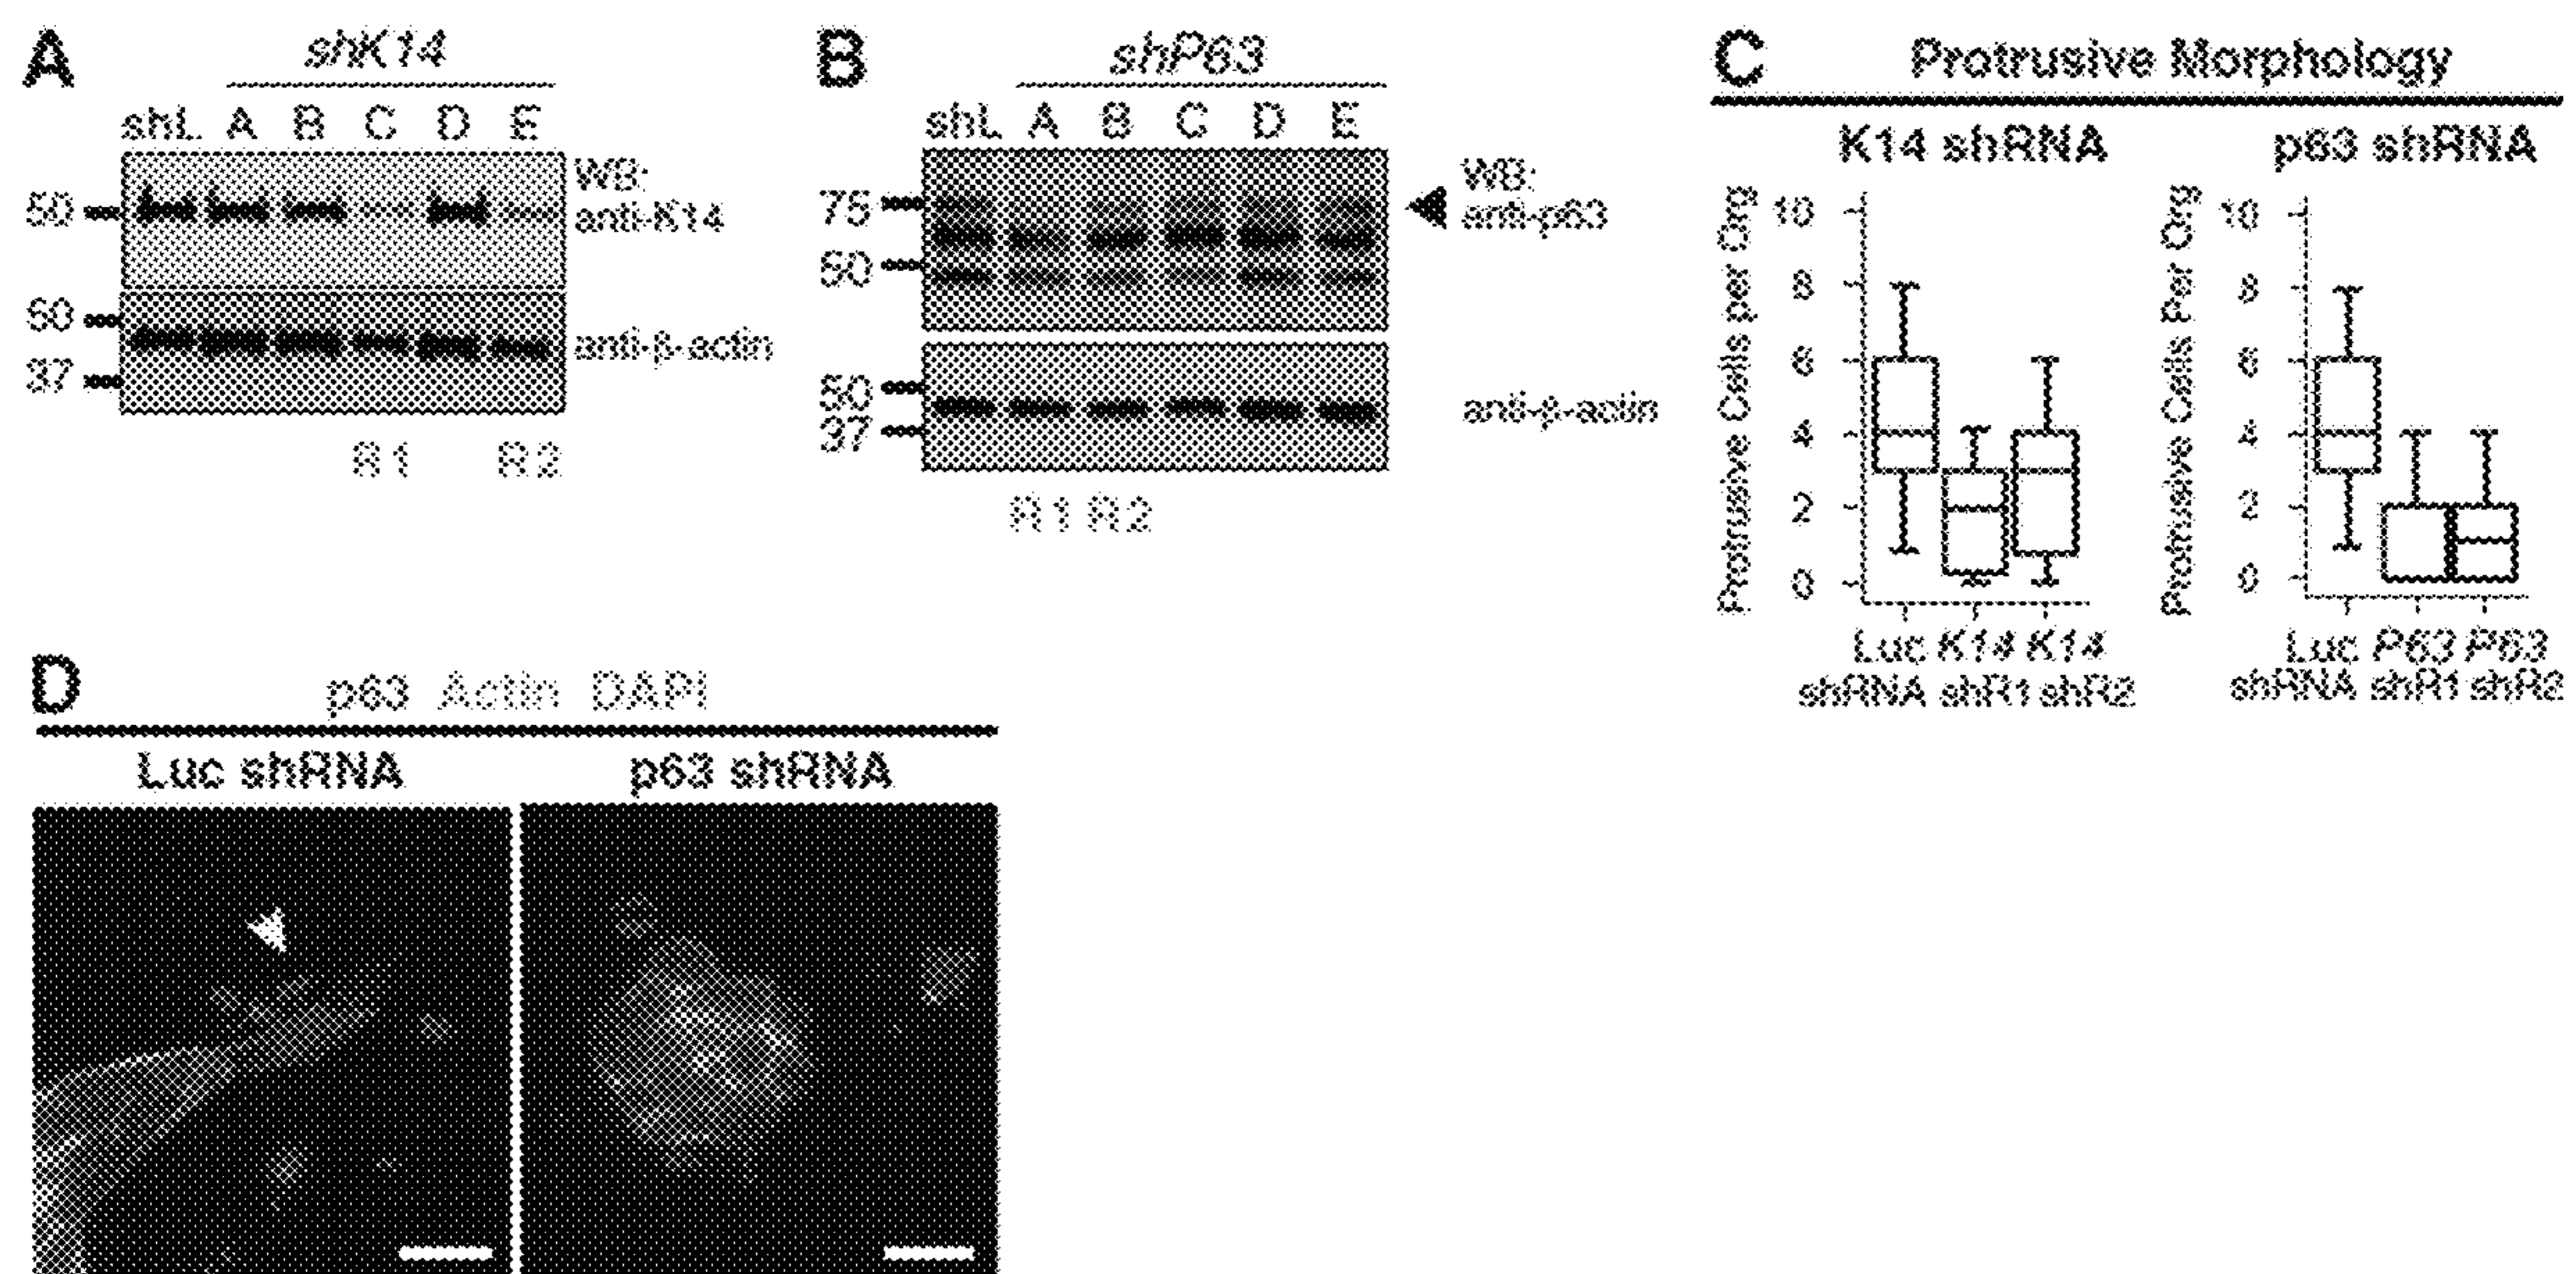 A
shK14
shL A B C D E
50
WB:
anti-K14
50
37
anti-β-actin
R1 R2
B
shP63
shL A B C D E
75
50
WB:
anti-p63
50
37
anti-β-actin
R1 R2
C
Protrusive Morphology
K14 shRNA
Protrusive Cells per Org
10
8
6
4
2
0
Luc K14 K14
shRNA shR1 shR2
p63 shRNA
Protrusive Cells Per Org
10
8
6
4
2
0
Luc P63 P63
shRNA shR1 shR2
D
p63 Actin DAPI
Luc shRNA
p63 shRNA